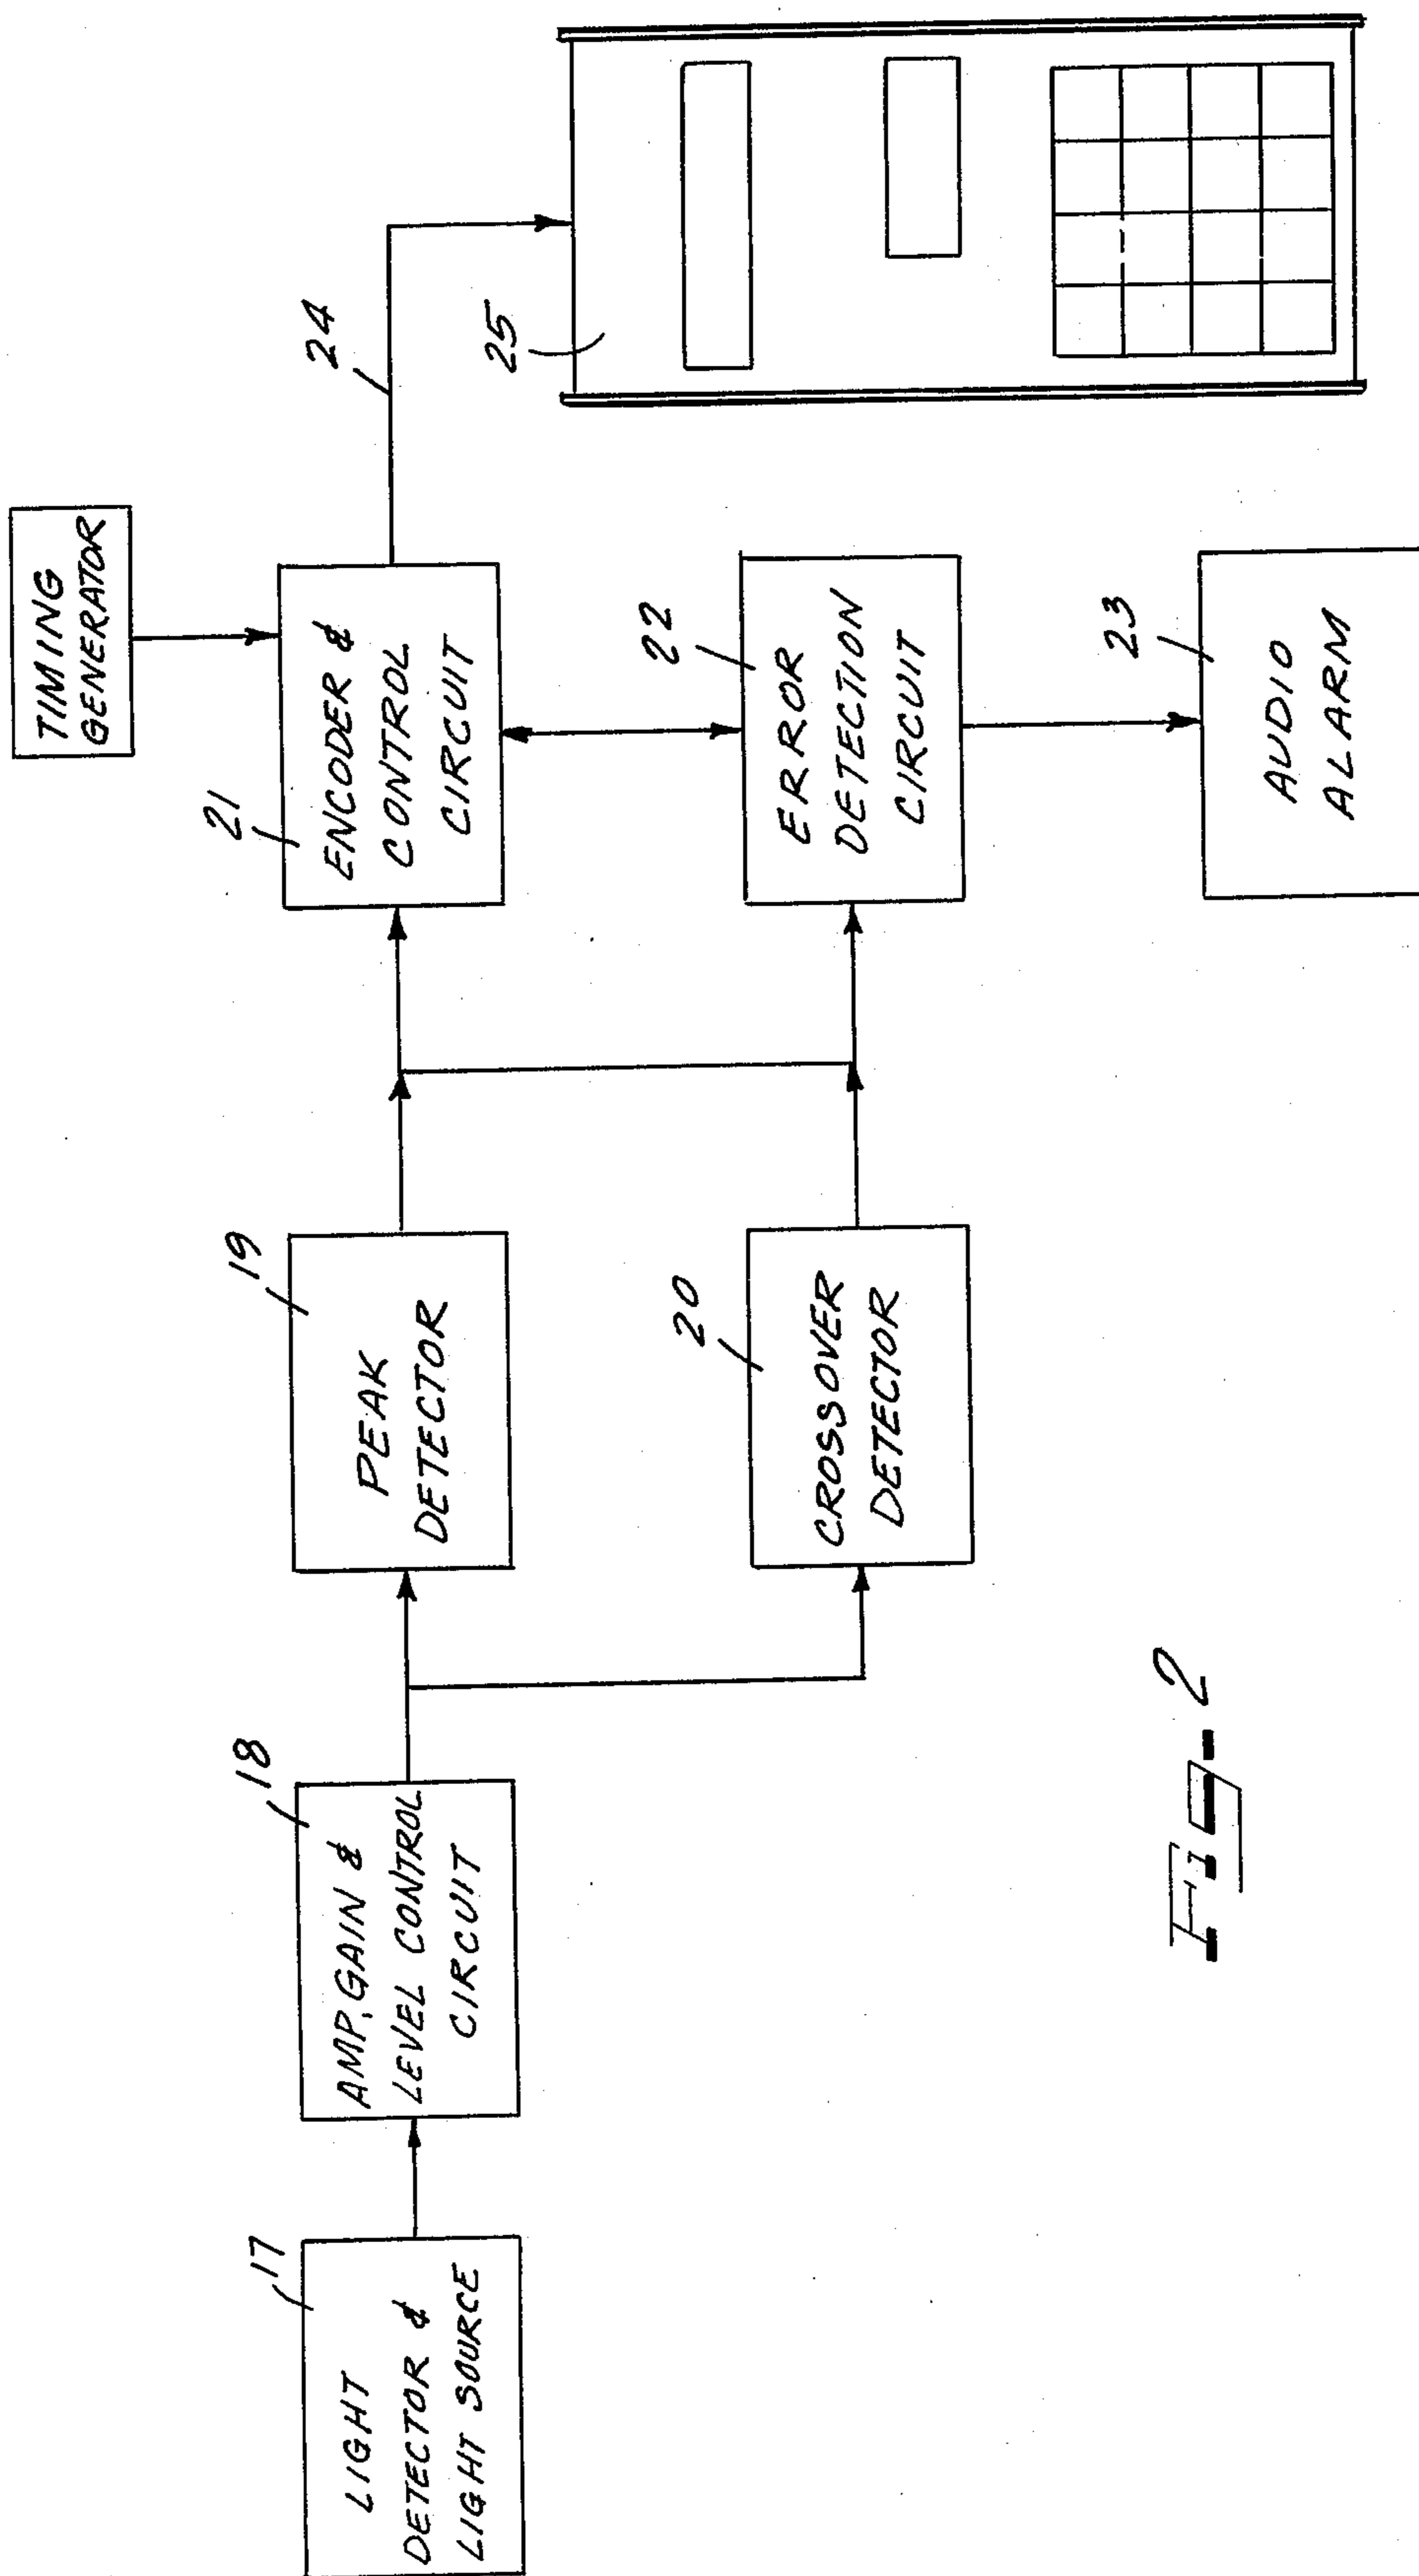 17
LIGHT
DETECTOR &
LIGHT SOURCE
18
AMP. GAIN &
LEVEL CONTROL
CIRCUIT
19
PEAK
DETECTOR
20
CROSSOVER
DETECTOR
21
ENCODER &
CONTROL
CIRCUIT
22
ERROR
DETECTION
CIRCUIT
23
AUDIO
ALARM
TIMING
GENERATOR
24
25
Fig-2